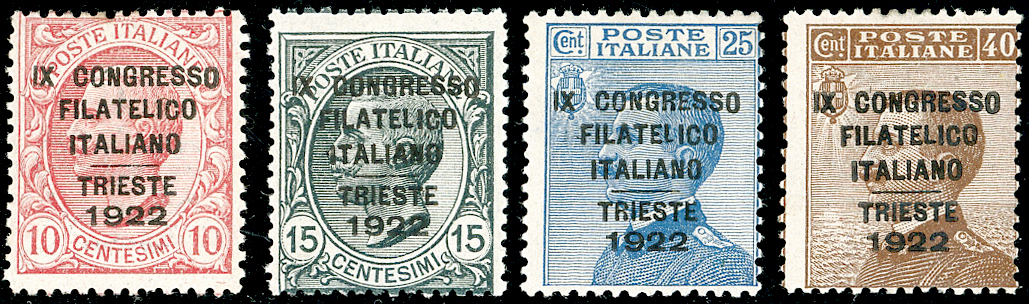 POSTE ITALIANE
IX CONGRESSO
FILATELICO
ITALIANO
TRIESTE
1922
10 CENTESIMI 10
POSTE ITALIANE
IX CONGRESSO
FILATELICO
ITALIANO
TRIESTE
1922
15 CENTESIMI 15
Cent POSTE 25
ITALIANE
IX CONGRESSO
FILATELICO
ITALIANO
TRIESTE
1922
Cent POSTE 40
ITALIANE
IX CONGRESSO
FILATELICO
ITALIANO
TRIESTE
1922